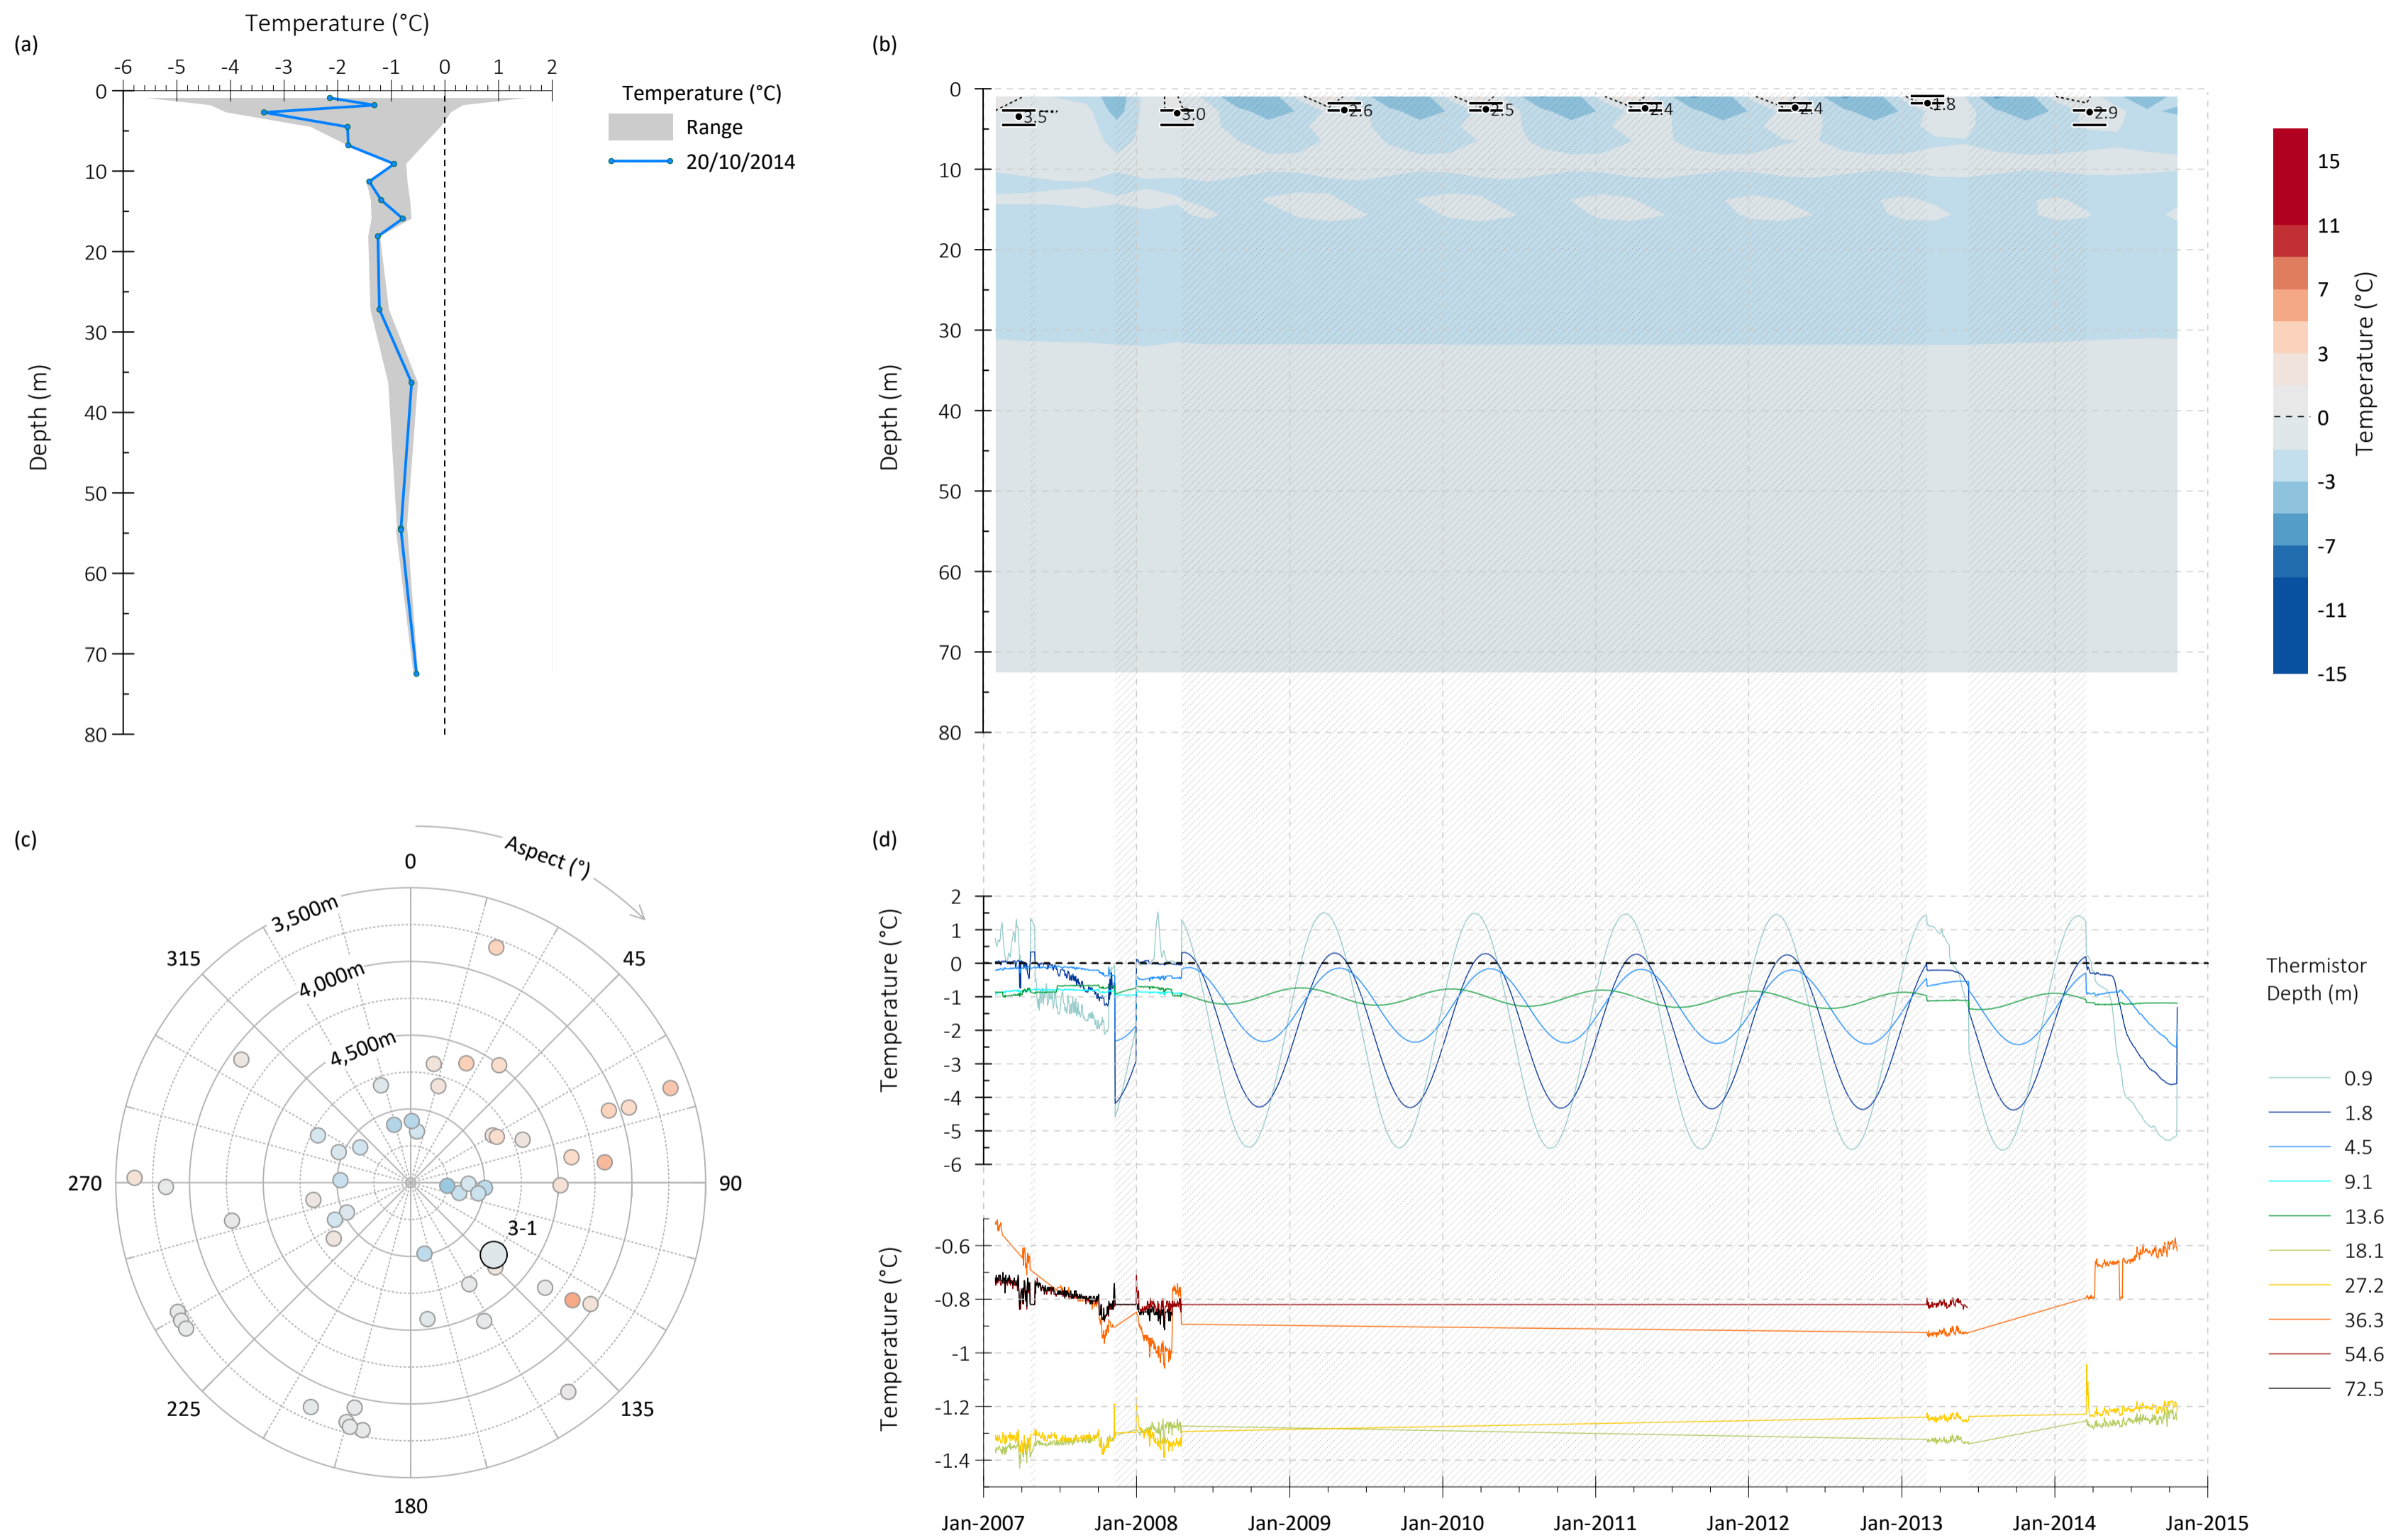 (a)
Temperature (°C)
-6 -5 -4 -3 -2 -1 0 1 2
0
10
20
30
40
50
60
70
80
Depth (m)
Temperature (°C)
Range
20/10/2014
(b)
0
10
20
30
40
50
60
70
80
Depth (m)
3.5 3.0 2.6 2.5 2.4 2.4 1.8 2.9
15
11
7
3
0
-3
-7
-11
-15
Temperature (°C)
(c)
Aspect (°)
0
45
90
135
180
225
270
315
3,500m
4,000m
4,500m
3-1
(d)
2
1
0
-1
-2
-3
-4
-5
-6
Temperature (°C)
-0.6
-0.8
-1
-1.2
-1.4
Temperature (°C)
Jan-2007 Jan-2008 Jan-2009 Jan-2010 Jan-2011 Jan-2012 Jan-2013 Jan-2014 Jan-2015
Thermistor
Depth (m)
0.9
1.8
4.5
9.1
13.6
18.1
27.2
36.3
54.6
72.5